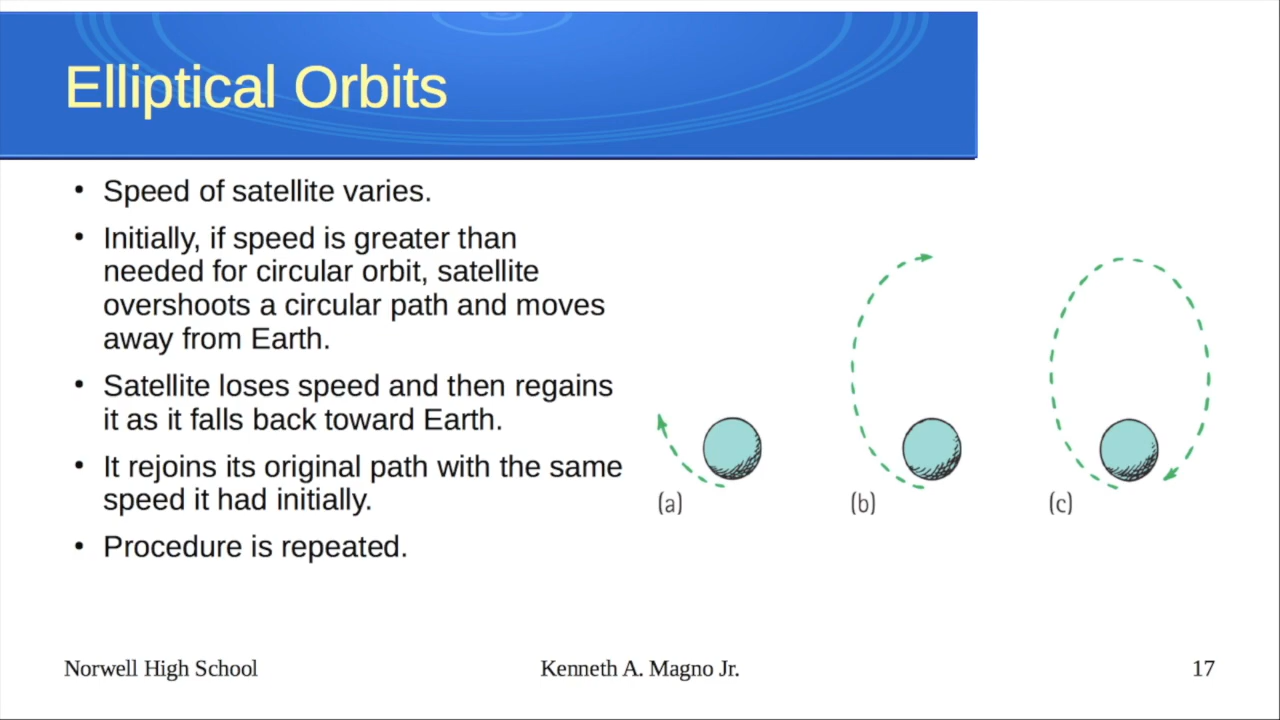 Elliptical Orbits
• Speed of satellite varies.
• Initially, if speed is greater than
needed for circular orbit, satellite
overshoots a circular path and moves
away from Earth.
• Satellite loses speed and then regains
it as it falls back toward Earth.
• It rejoins its original path with the same
speed it had initially.
• Procedure is repeated.
(a)
(b)
(c)
Norwell High School
Kenneth A. Magno Jr.
17